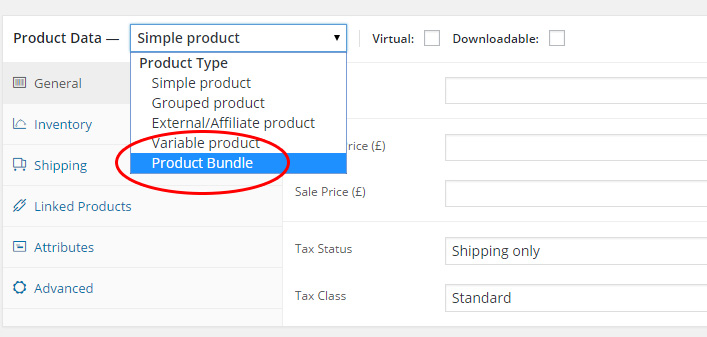 Product Data — Simple product Virtual: Downloadable:
Product Type
Simple product
Grouped product
External/Affiliate product
Variable product
Product Bundle
General
Inventory
Shipping
Linked Products
Attributes
Advanced
rice (£)
Sale Price (£)
Tax Status Shipping only
Tax Class Standard